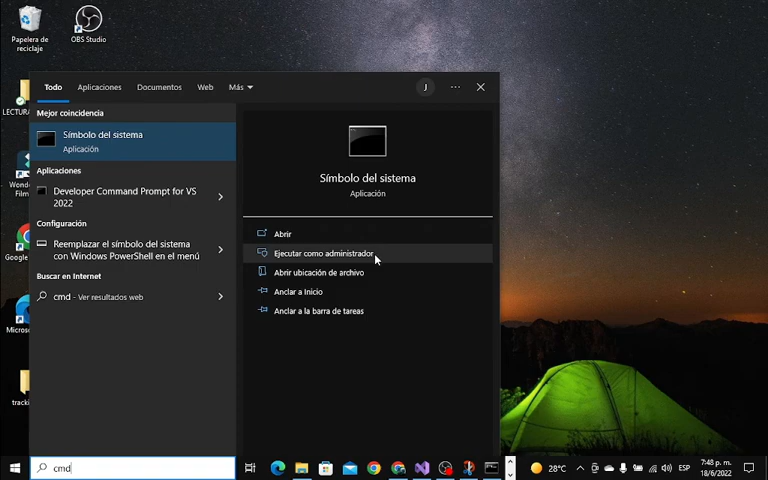 Papelera de
reciclaje
OBS Studio
LECTURA
Wond
Film
Google
Micros
tracki
Todo
Aplicaciones
Documentos
Web
Más
J
Mejor coincidencia
Símbolo del sistema
Aplicación
Aplicaciones
Developer Command Prompt for VS
2022
Configuración
Reemplazar el símbolo del sistema
con Windows PowerShell en el menú
Buscar en Internet
cmd - Ver resultados web
Símbolo del sistema
Aplicación
Abrir
Ejecutar como administrador
Abrir ubicación de archivo
Anclar a Inicio
Anclar a la barra de tareas
cmd
28°C
ESP
7:48 p. m.
18/6/2022